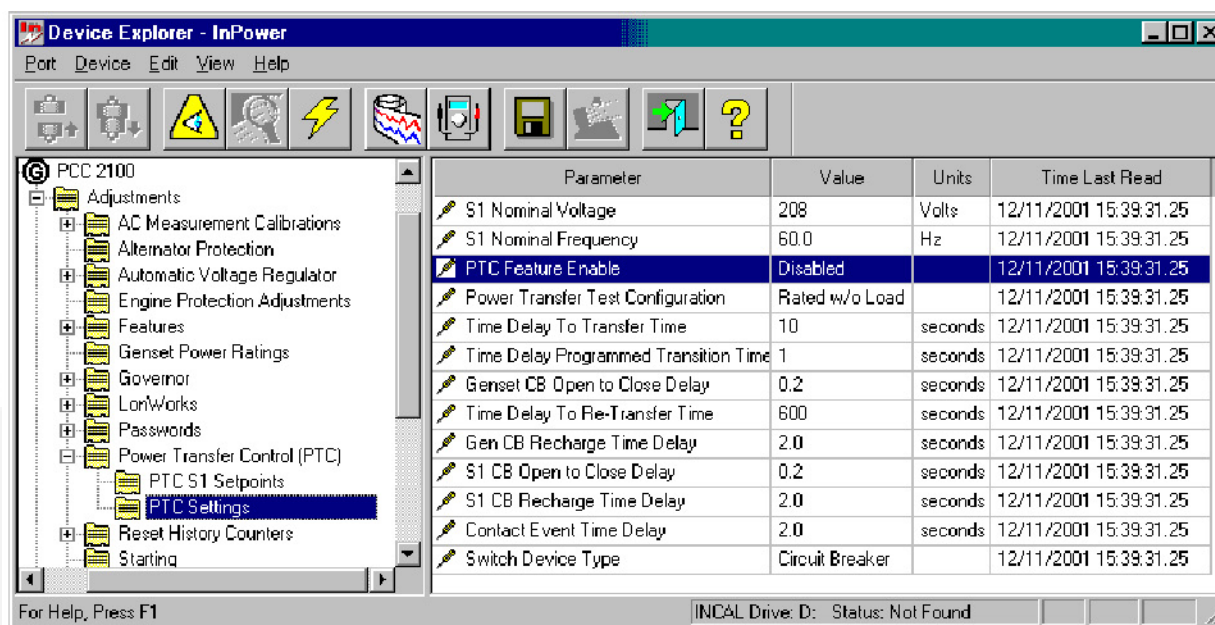 Device Explorer - InPower
Port Device Edit View Help
PCC 2100
Adjustments
AC Measurement Calibrations
Alternator Protection
Automatic Voltage Regulator
Engine Protection Adjustments
Features
Genset Power Ratings
Governor
LonWorks
Passwords
Power Transfer Control (PTC)
PTC S1 Setpoints
PTC Settings
Reset History Counters
Starting
Parameter Value Units Time Last Read
S1 Nominal Voltage 208 Volts 12/11/2001 15:39:31.25
S1 Nominal Frequency 60.0 Hz 12/11/2001 15:39:31.25
PTC Feature Enable Disabled 12/11/2001 15:39:31.25
Power Transfer Test Configuration Rated w/o Load 12/11/2001 15:39:31.25
Time Delay To Transfer Time 10 seconds 12/11/2001 15:39:31.25
Time Delay Programmed Transition Time 1 seconds 12/11/2001 15:39:31.25
Genset CB Open to Close Delay 0.2 seconds 12/11/2001 15:39:31.25
Time Delay To Re-Transfer Time 600 seconds 12/11/2001 15:39:31.25
Gen CB Recharge Time Delay 2.0 seconds 12/11/2001 15:39:31.25
S1 CB Open to Close Delay 0.2 seconds 12/11/2001 15:39:31.25
S1 CB Recharge Time Delay 2.0 seconds 12/11/2001 15:39:31.25
Contact Event Time Delay 2.0 seconds 12/11/2001 15:39:31.25
Switch Device Type Circuit Breaker 12/11/2001 15:39:31.25
For Help, Press F1
INCAL Drive: D: Status: Not Found